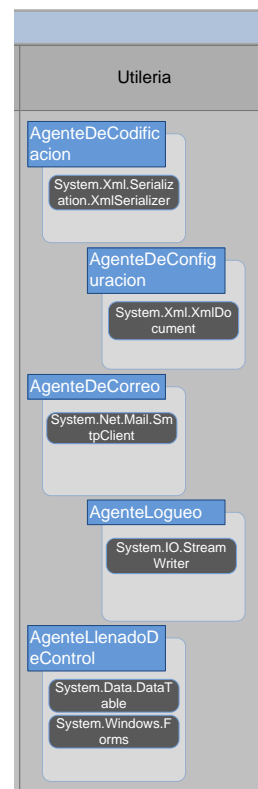 Utileria
AgenteDeCodific
acion
System.Xml.Serializ
ation.XmlSerializer
AgenteDeConfig
uracion
System.Xml.XmlDo
cument
AgenteDeCorreo
System.Net.Mail.Sm
tpClient
AgenteLogueo
System.IO.Stream
Writer
AgenteLlenadoD
eControl
System.Data.DataT
able
System.Windows.F
orms